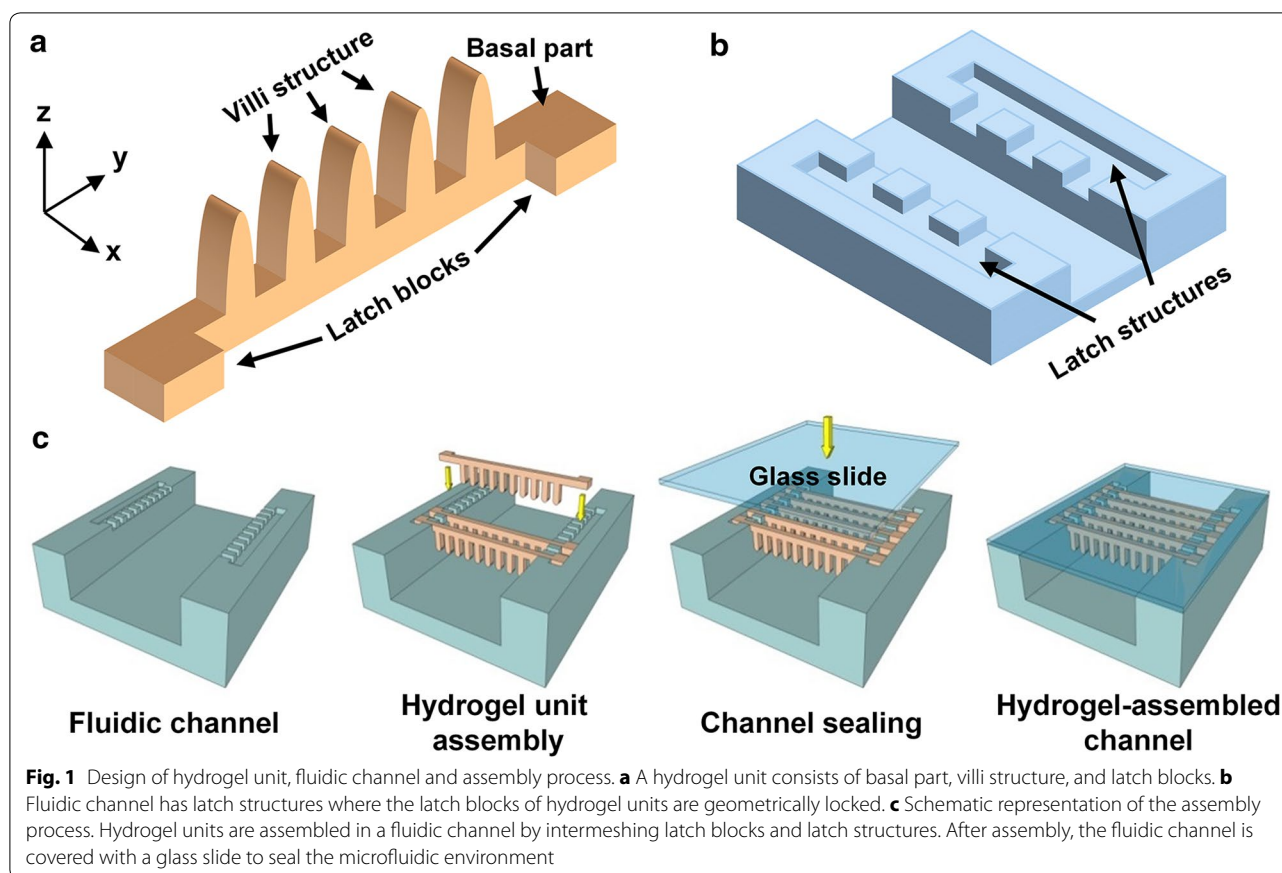 a
Villi structure
Basal part
z
y
x
Latch blocks
b
Latch structures
c
Glass slide
Fluidic channel
Hydrogel unit
assembly
Channel sealing
Hydrogel-assembled
channel
Fig. 1 Design of hydrogel unit, fluidic channel and assembly process. a A hydrogel unit consists of basal part, villi structure, and latch blocks. b
Fluidic channel has latch structures where the latch blocks of hydrogel units are geometrically locked. c Schematic representation of the assembly
process. Hydrogel units are assembled in a fluidic channel by intermeshing latch blocks and latch structures. After assembly, the fluidic channel is
covered with a glass slide to seal the microfluidic environment